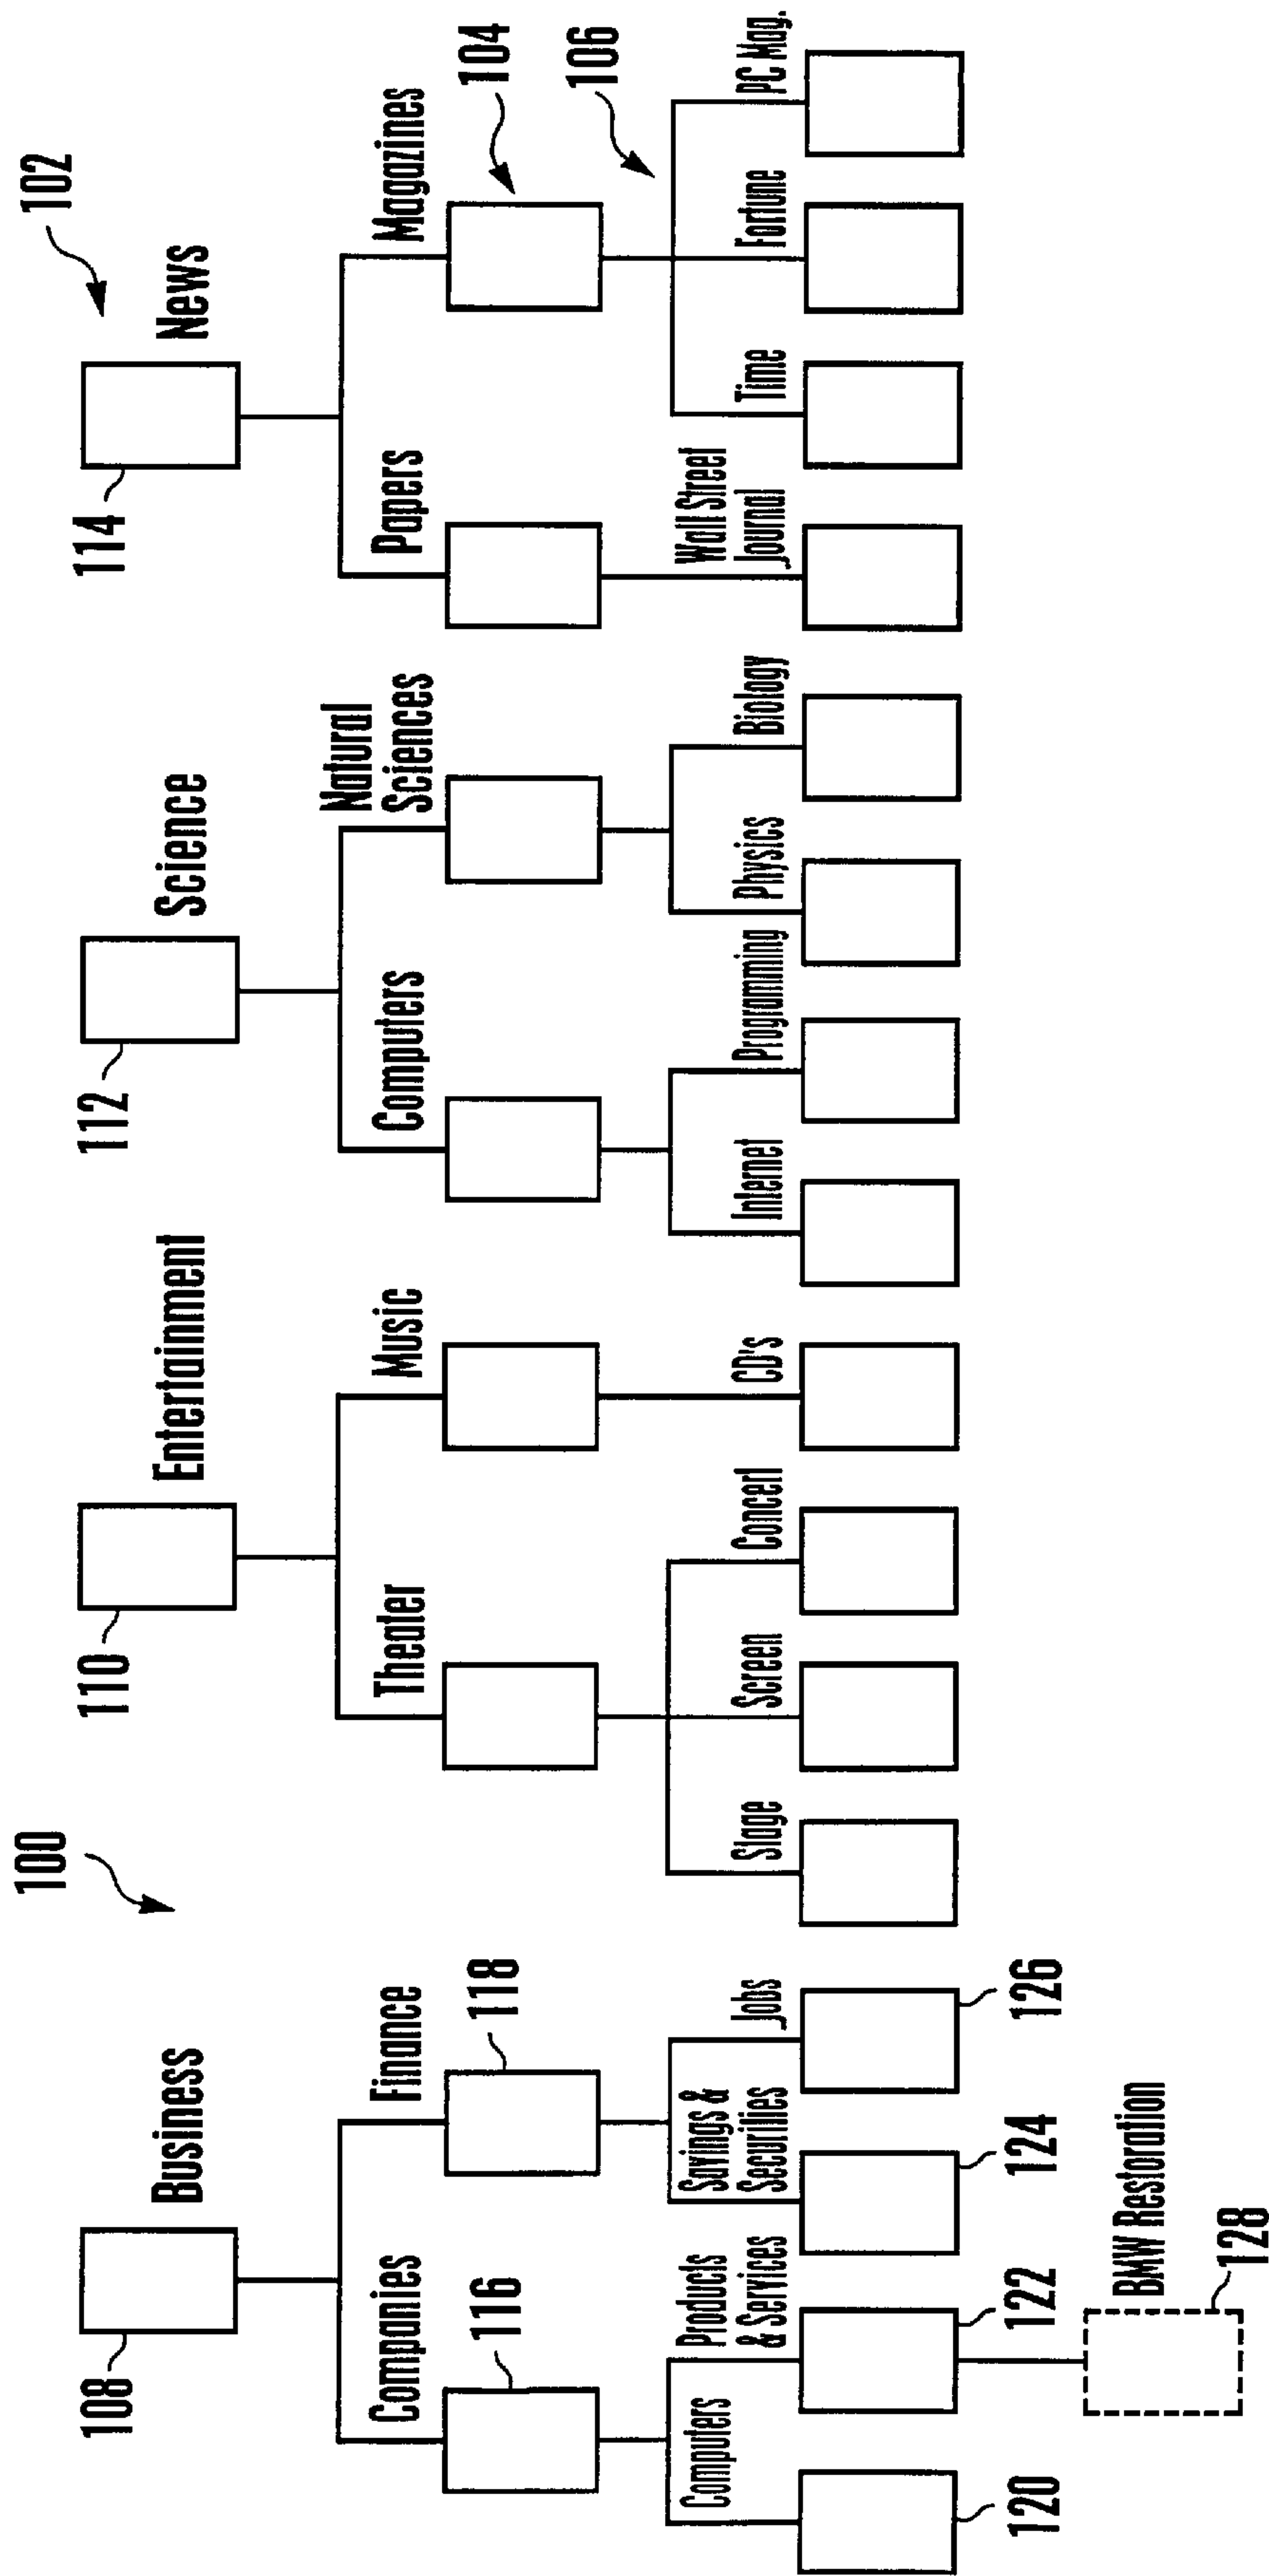 100
102
108
Business
110
Entertainment
112
Science
114
News
Companies
Finance
Theater
Music
Computers
Natural
Sciences
Papers
Magazines
116
118
104
Computers
Products
& Services
Savings &
Securities
Jobs
Stage
Screen
Concert
CD's
Internet
Programming
Physics
Biology
Wall Street
Journal
Time
Fortune
PC Mag.
106
120
122
124
126
BMW Restoration
128